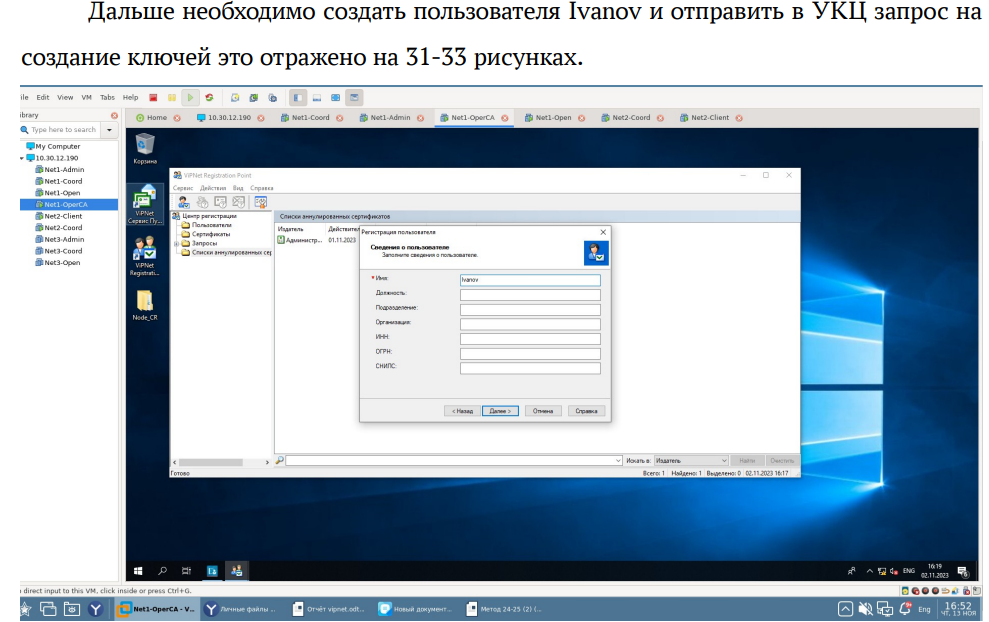 Дальше необходимо создать пользователя Ivanov и отправить в УКЦ запрос на
создание ключей это отражено на 31-33 рисунках.
ile Edit View VM Tabs Help
ibrary
Home
10.30.12.190
Net1-Coord
Net1-Admin
Net1-OperCA
Net1-Open
Net2-Coord
Net2-Client
Type here to search
My Computer
10.30.12.190
Net1-Admin
Net1-Coord
Net1-Open
Net1-OperCA
Net2-Client
Net2-Coord
Net3-Admin
Net3-Coord
Net3-Open
Корзина
ViPNet
Сервис Пу...
ViPNet
Registrati...
Node_CR
ViPNet Registration Point
Сервис Действия Вид Справка
Центр регистрации
Пользователи
Сертификаты
Запросы
Списки аннулированных сер
Списки аннулированных сертификатов
Издатель Действител
Администр... 01.11.2023
Регистрация пользователя
Сведения о пользователе
Заполните сведения о пользователе.
* Имя: Ivanov
Должность:
Подразделение:
Организация:
ИНН:
ОГРН:
СНИПС:
< Назад Далее > Отмена Справка
Искать в: Издатель Найти Очистить
Готово
Всего: 1 Найдено: 1 Выделено: 0 02.11.2023 16:17
ENG 16:19
02.11.2023
direct input to this VM, click inside or press Ctrl+G.
Net1-OperCA - V...
Личные файлы ...
Отчёт vipnet.odt...
Новый документ...
Метод 24-25 (2) (...
Eng 16:52
ЧТ, 13 НОЯ